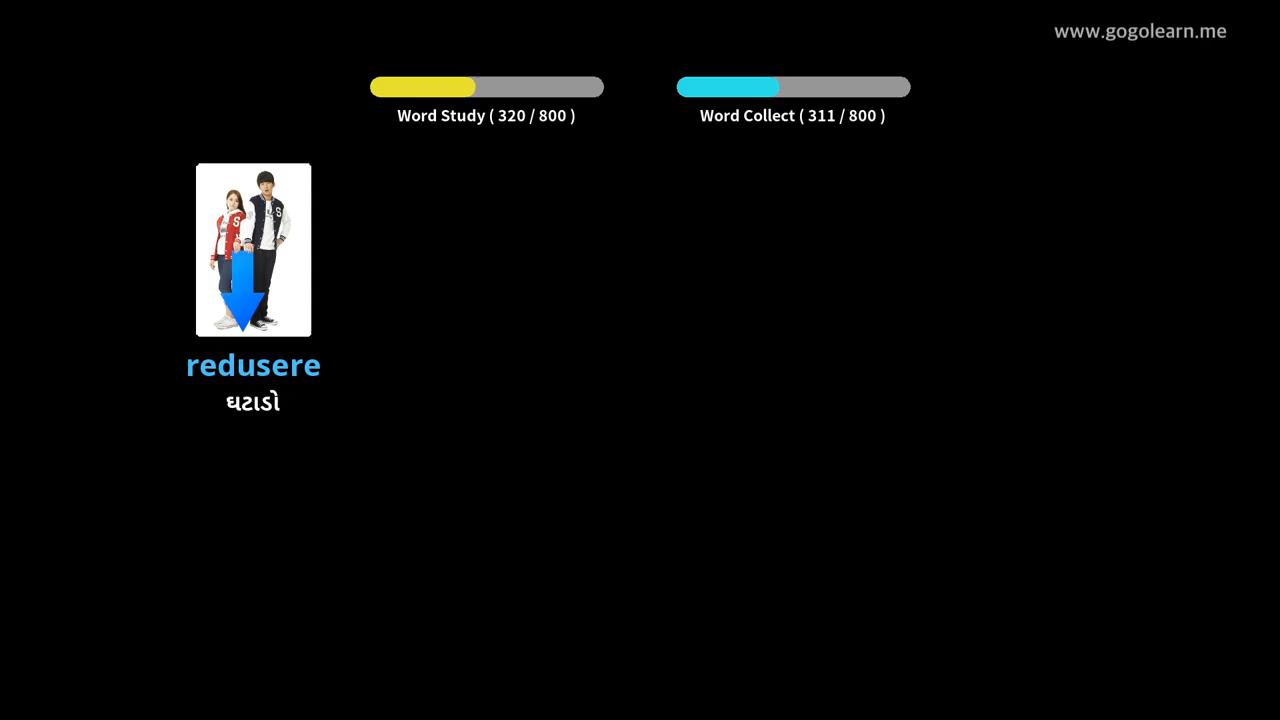 www.gogolearn.me
Word Study ( 320 / 800 )
Word Collect ( 311 / 800 )
S
S
redusere
ઘટાડો